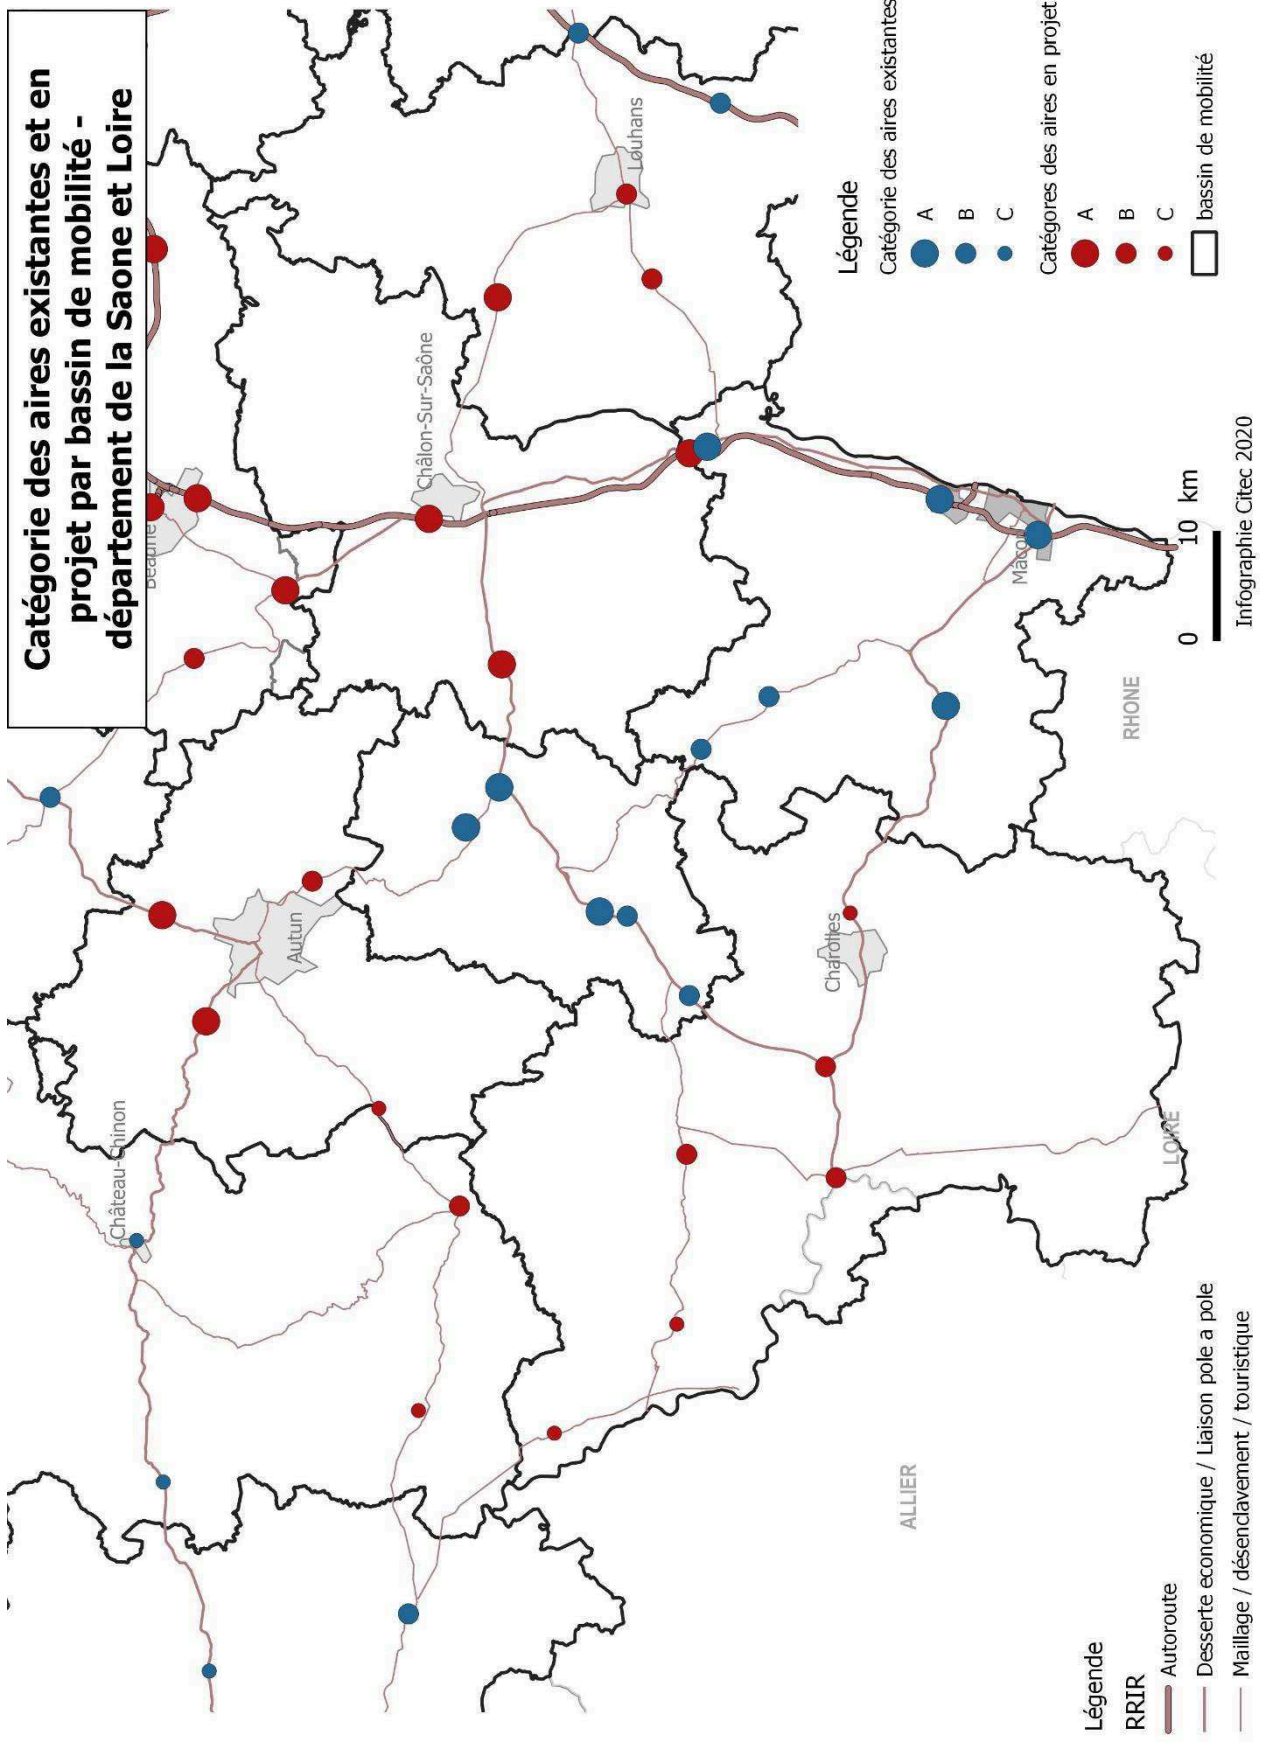 Catégorie des aires existantes et en
projet par bassin de mobilité -
département de la Saone et Loire
Beaune
Château-Chinon
Autun
Châlon-Sur-Saône
Louhans
Charolles
Mâcon
ALLIER
LOIRE
RHONE
Légende
Catégorie des aires existantes
A
B
C
Catégores des aires en projet
A
B
C
bassin de mobilité
Légende
RRIR
Autoroute
Desserte economique / Liaison pole a pole
Maillage / désenclavement / touristique
0 10 km
Infographie Citec 2020